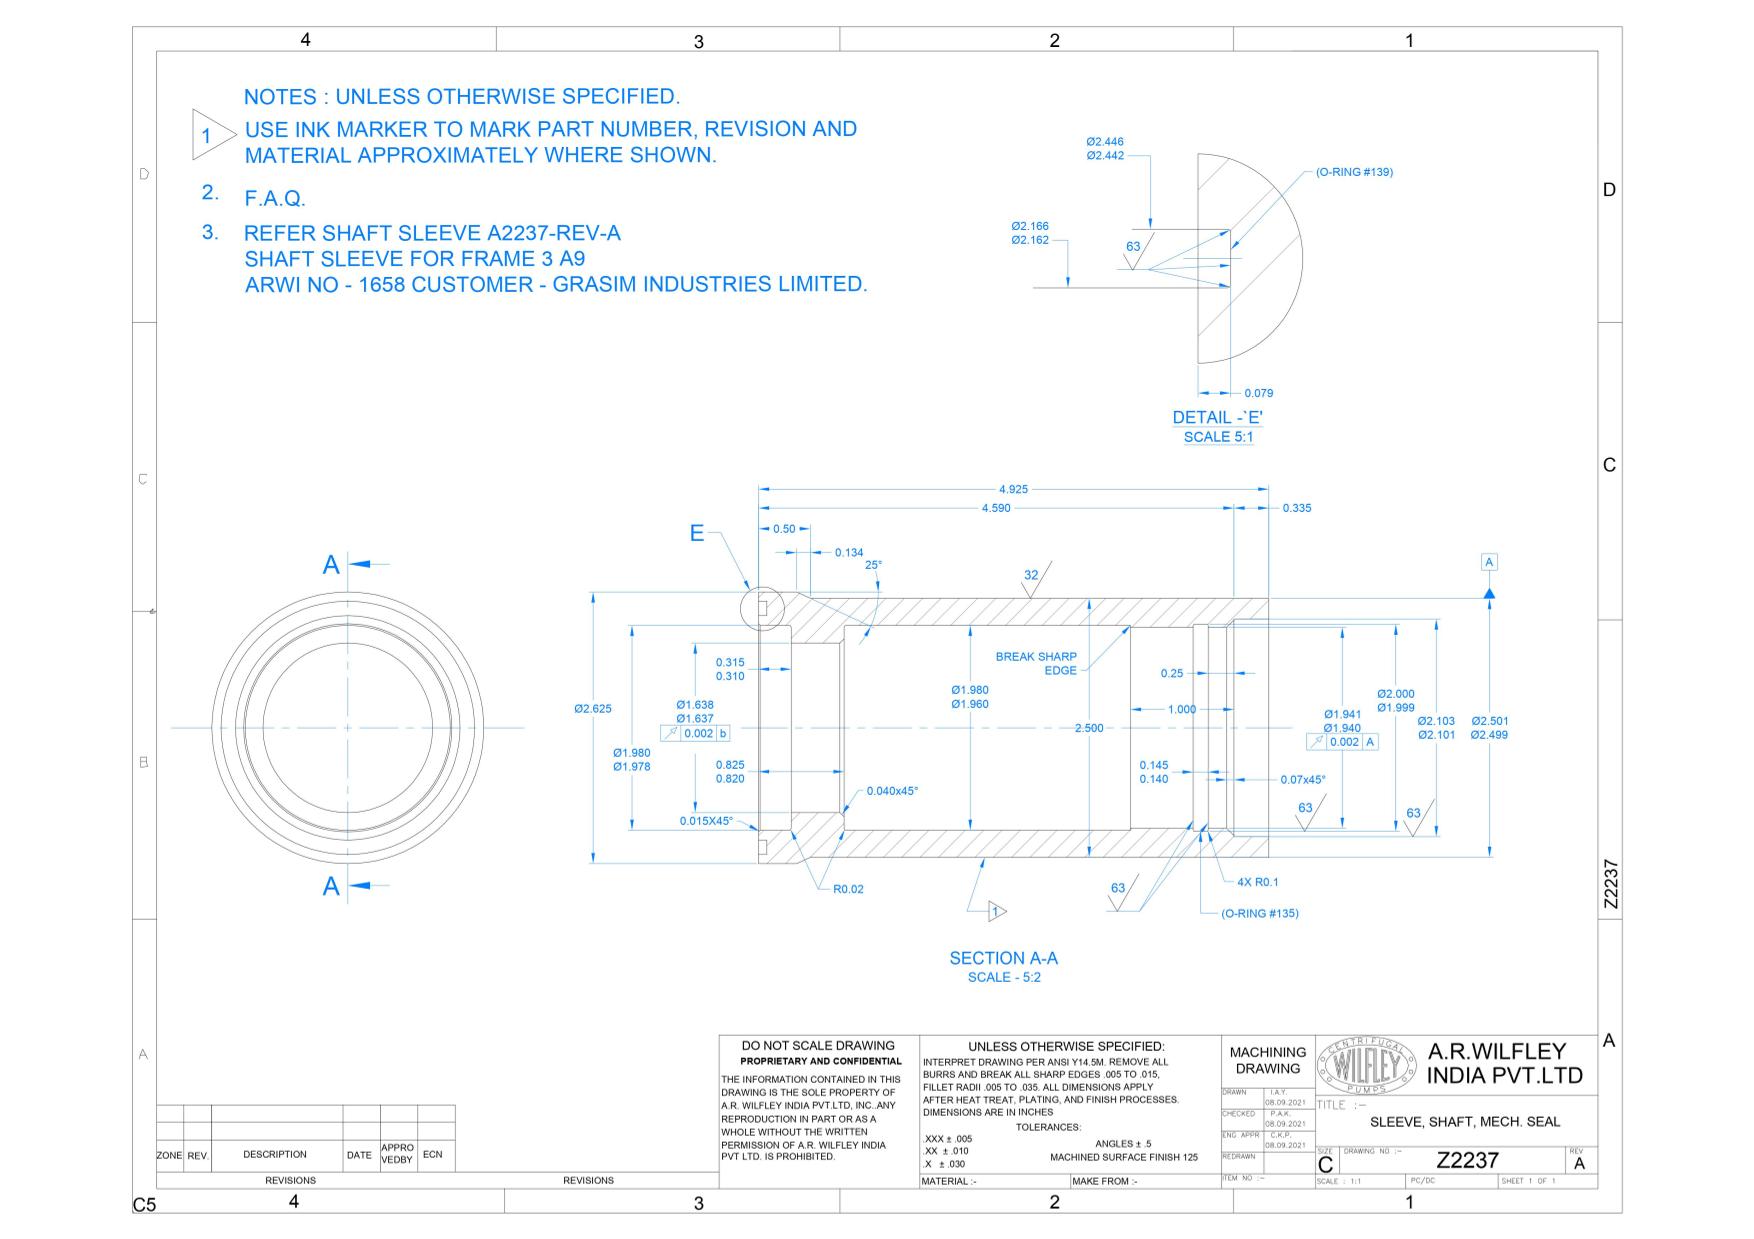 4 3 2 1
NOTES : UNLESS OTHERWISE SPECIFIED.
1
USE INK MARKER TO MARK PART NUMBER, REVISION AND
MATERIAL APPROXIMATELY WHERE SHOWN.
2. F.A.Q.
3. REFER SHAFT SLEEVE A2237-REV-A
SHAFT SLEEVE FOR FRAME 3 A9
ARWI NO - 1658 CUSTOMER - GRASIM INDUSTRIES LIMITED.
D
D
C
C
B
A
A
Z2237
Ø2.446
Ø2.442
(O-RING #139)
Ø2.166
Ø2.162
63
0.079
DETAIL -`E'
SCALE 5:1
4.925
4.590
0.335
0.50
0.134
25°
E
32
A
A
A
BREAK SHARP
EDGE
0.315
0.310
0.25
Ø2.625
Ø1.638
Ø1.637
0.002 b
Ø1.980
Ø1.978
Ø1.980
Ø1.960
1.000
2.500
Ø1.941
Ø1.940
0.002 A
Ø2.000
Ø1.999
Ø2.103
Ø2.101
Ø2.501
Ø2.499
0.825
0.820
0.145
0.140
0.07x45°
0.040x45°
0.015X45°
63
63
R0.02
63
4X R0.1
1
(O-RING #135)
SECTION A-A
SCALE - 5:2
DO NOT SCALE DRAWING
PROPRIETARY AND CONFIDENTIAL
THE INFORMATION CONTAINED IN THIS
DRAWING IS THE SOLE PROPERTY OF
A.R. WILFLEY INDIA PVT.LTD, INC..ANY
REPRODUCTION IN PART OR AS A
WHOLE WITHOUT THE WRITTEN
PERMISSION OF A.R. WILFLEY INDIA
PVT LTD. IS PROHIBITED.
UNLESS OTHERWISE SPECIFIED:
INTERPRET DRAWING PER ANSI Y14.5M. REMOVE ALL
BURRS AND BREAK ALL SHARP EDGES .005 TO .015,
FILLET RADII .005 TO .035. ALL DIMENSIONS APPLY
AFTER HEAT TREAT, PLATING, AND FINISH PROCESSES.
DIMENSIONS ARE IN INCHES
TOLERANCES:
.XXX ± .005
.XX ± .010
.X ± .030
ANGLES ± .5
MACHINED SURFACE FINISH 125
MATERIAL :-
MAKE FROM :-
MACHINING
DRAWING
DRAWN I.A.Y.
08.09.2021
CHECKED P.A.K.
08.09.2021
ENG. APPR C.K.P.
08.09.2021
REDRAWN
ITEM NO :-
CENTRIFUGAL
WILFLEY
PUMPS
A.R.WILFLEY
INDIA PVT.LTD
TITLE :-
SLEEVE, SHAFT, MECH. SEAL
SIZE
C
DRAWING NO :-
Z2237
REV
A
SCALE : 1:1
PC/DC
SHEET 1 OF 1
ZONE REV. DESCRIPTION DATE APPRO
VEDBY ECN
REVISIONS
REVISIONS
C5 4 3 2 1